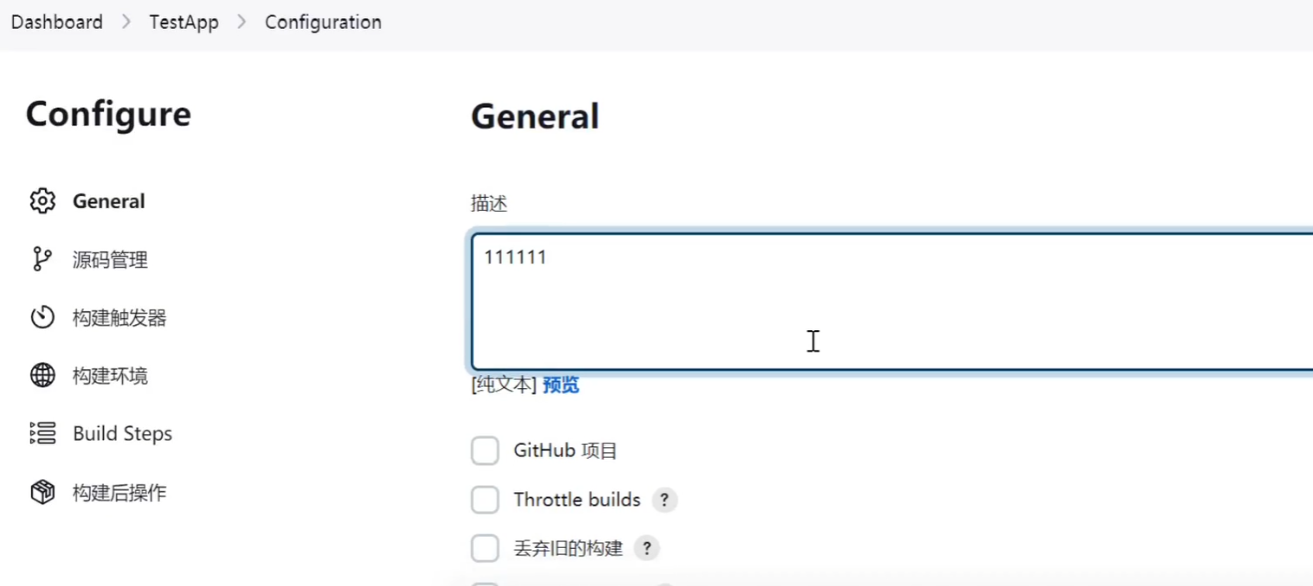 Dashboard > TestApp > Configuration
Configure
General
源码管理
构建触发器
构建环境
Build Steps
构建后操作
General
描述
111111
[纯文本] 预览
GitHub 项目
Throttle builds ?
丢弃旧的构建 ?